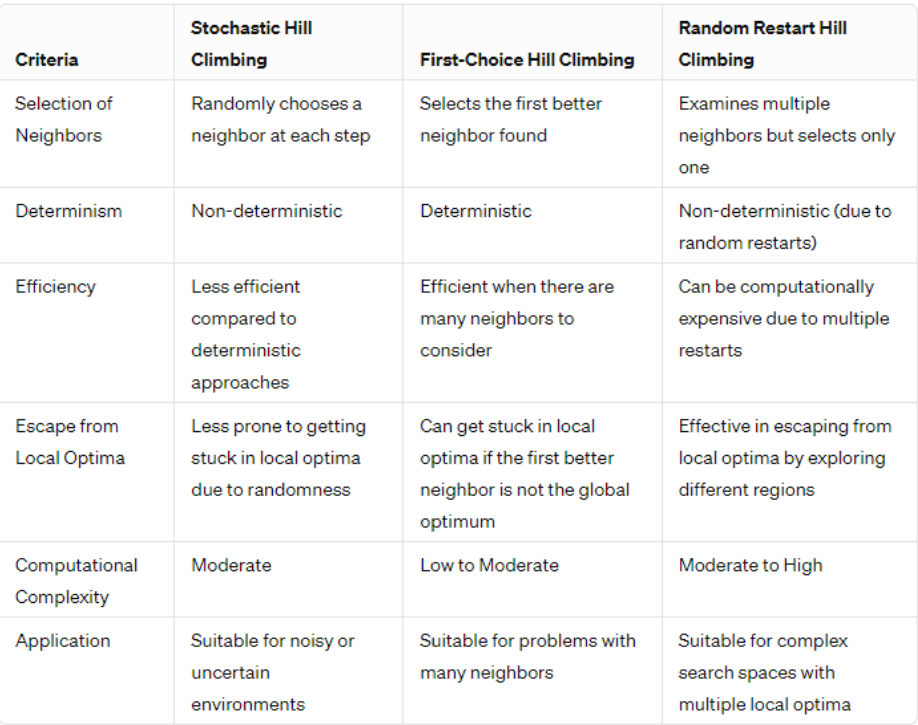 Criteria
Stochastic Hill
Climbing
First-Choice Hill Climbing
Random Restart Hill
Climbing
Selection of
Neighbors
Randomly chooses a
neighbor at each step
Selects the first better
neighbor found
Examines multiple
neighbors but selects only
one
Determinism
Non-deterministic
Deterministic
Non-deterministic (due to
random restarts)
Efficiency
Less efficient
compared to
deterministic
approaches
Efficient when there are
many neighbors to
consider
Can be computationally
expensive due to multiple
restarts
Escape from
Local Optima
Less prone to getting
stuck in local optima
due to randomness
Can get stuck in local
optima if the first better
neighbor is not the global
optimum
Effective in escaping from
local optima by exploring
different regions
Computational
Complexity
Moderate
Low to Moderate
Moderate to High
Application
Suitable for noisy or
uncertain
environments
Suitable for problems with
many neighbors
Suitable for complex
search spaces with
multiple local optima